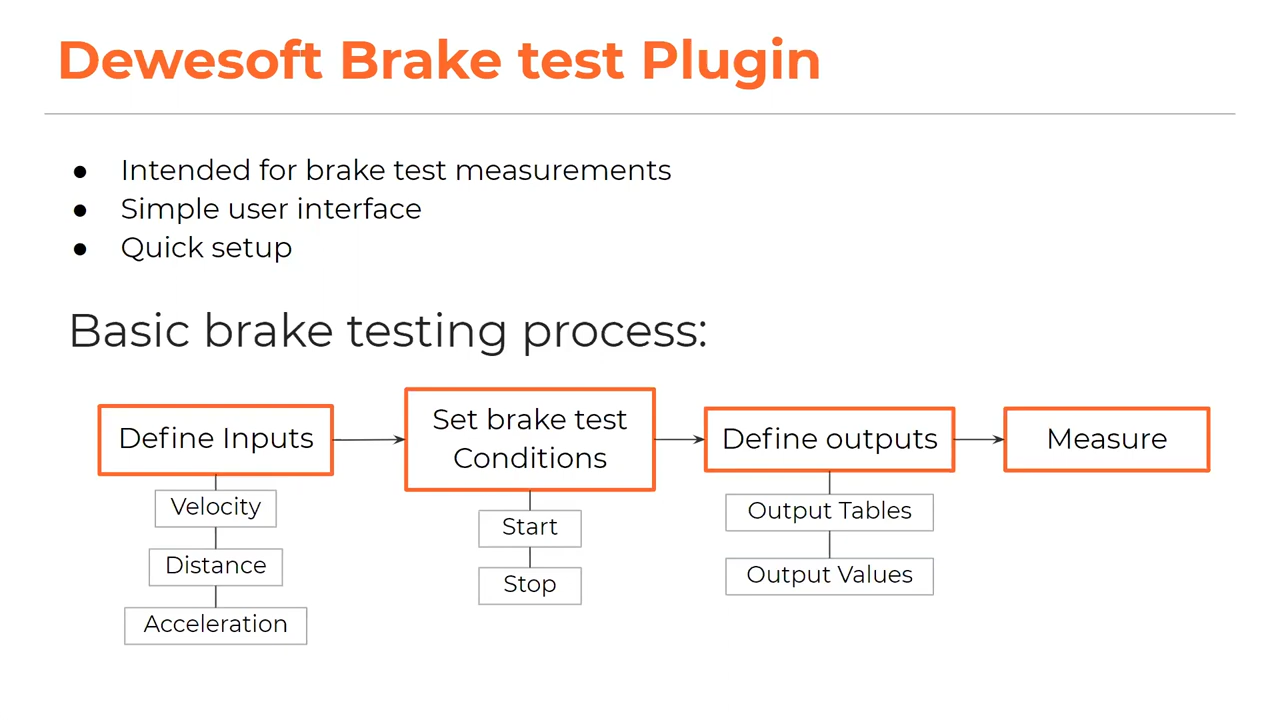 Dewesoft Brake test Plugin
● Intended for brake test measurements
● Simple user interface
● Quick setup
Basic brake testing process:
Define Inputs
Velocity
Distance
Acceleration
Set brake test
Conditions
Start
Stop
Define outputs
Output Tables
Output Values
Measure